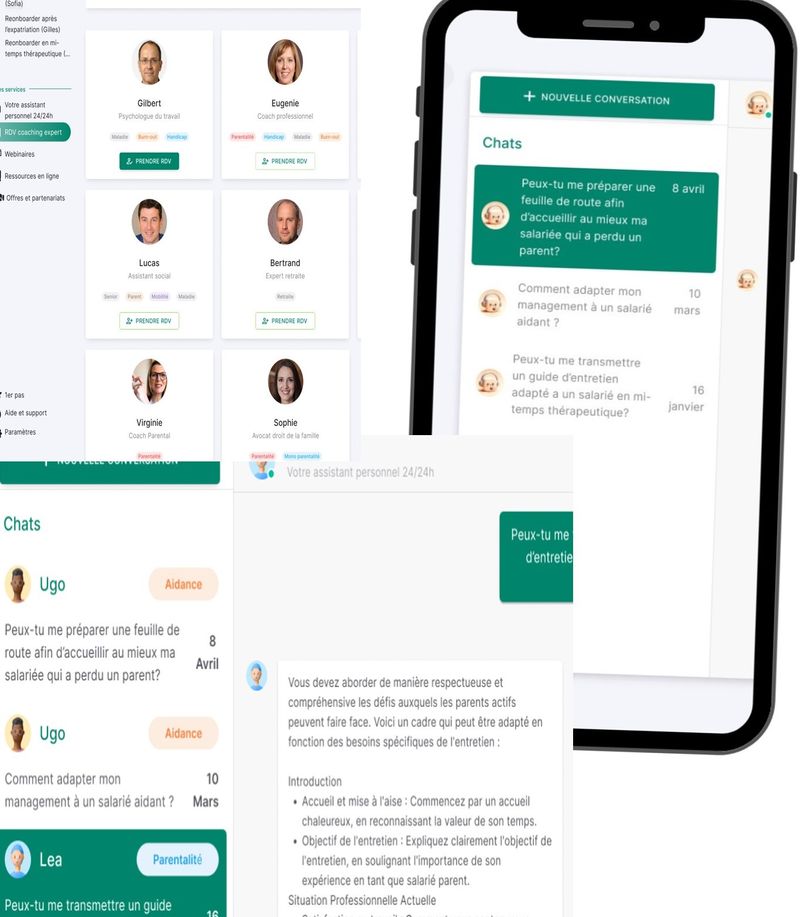 (Sofia)
Reonboarder après
l'expatriation (Gilles)
Reonboarder en mi-
temps thérapeutique (...
services
Votre assistant
personnel 24/24h
RDV coaching expert
Webinaires
Ressources en ligne
Offres et partenariats
1er pas
Aide et support
Paramètres
Gilbert
Psychologue du travail
Maladie Burn-out Handicap
PRENDRE RDV
Eugenie
Coach professionnel
Parentalité Handicap Maladie Burn-out
PRENDRE RDV
Lucas
Assistant social
Senior Parent Mobilité Maladie
PRENDRE RDV
Bertrand
Expert retraite
Retraite
PRENDRE RDV
Virginie
Coach Parental
Parentalité
Sophie
Avocat droit de la famille
Parentalité Mono parentalité
+ NOUVELLE CONVERSATION
Chats
Peux-tu me préparer une
feuille de route afin
d'accueillir au mieux ma
salariée qui a perdu un
parent?
8 avril
Comment adapter mon
management à un salarié
aidant ?
10
mars
Peux-tu me transmettre
un guide d'entretien
adapté a un salarié en mi-
temps thérapeutique?
16
janvier
+ NOUVELLE CONVERSATION
Chats
Ugo
Aidance
Peux-tu me préparer une feuille de
route afin d'accueillir au mieux ma
salariée qui a perdu un parent?
8
Avril
Ugo
Aidance
Comment adapter mon
management à un salarié aidant ?
10
Mars
Lea
Parentalité
Peux-tu me transmettre un guide
16
Votre assistant personnel 24/24h
Peux-tu me
d'entretie
Vous devez aborder de manière respectueuse et
compréhensive les défis auxquels les parents actifs
peuvent faire face. Voici un cadre qui peut être adapté en
fonction des besoins spécifiques de l'entretien :
Introduction
• Accueil et mise à l'aise : Commencez par un accueil
chaleureux, en reconnaissant la valeur de son temps.
• Objectif de l'entretien : Expliquez clairement l'objectif de
l'entretien, en soulignant l'importance de son
expérience en tant que salarié parent.
Situation Professionnelle Actuelle